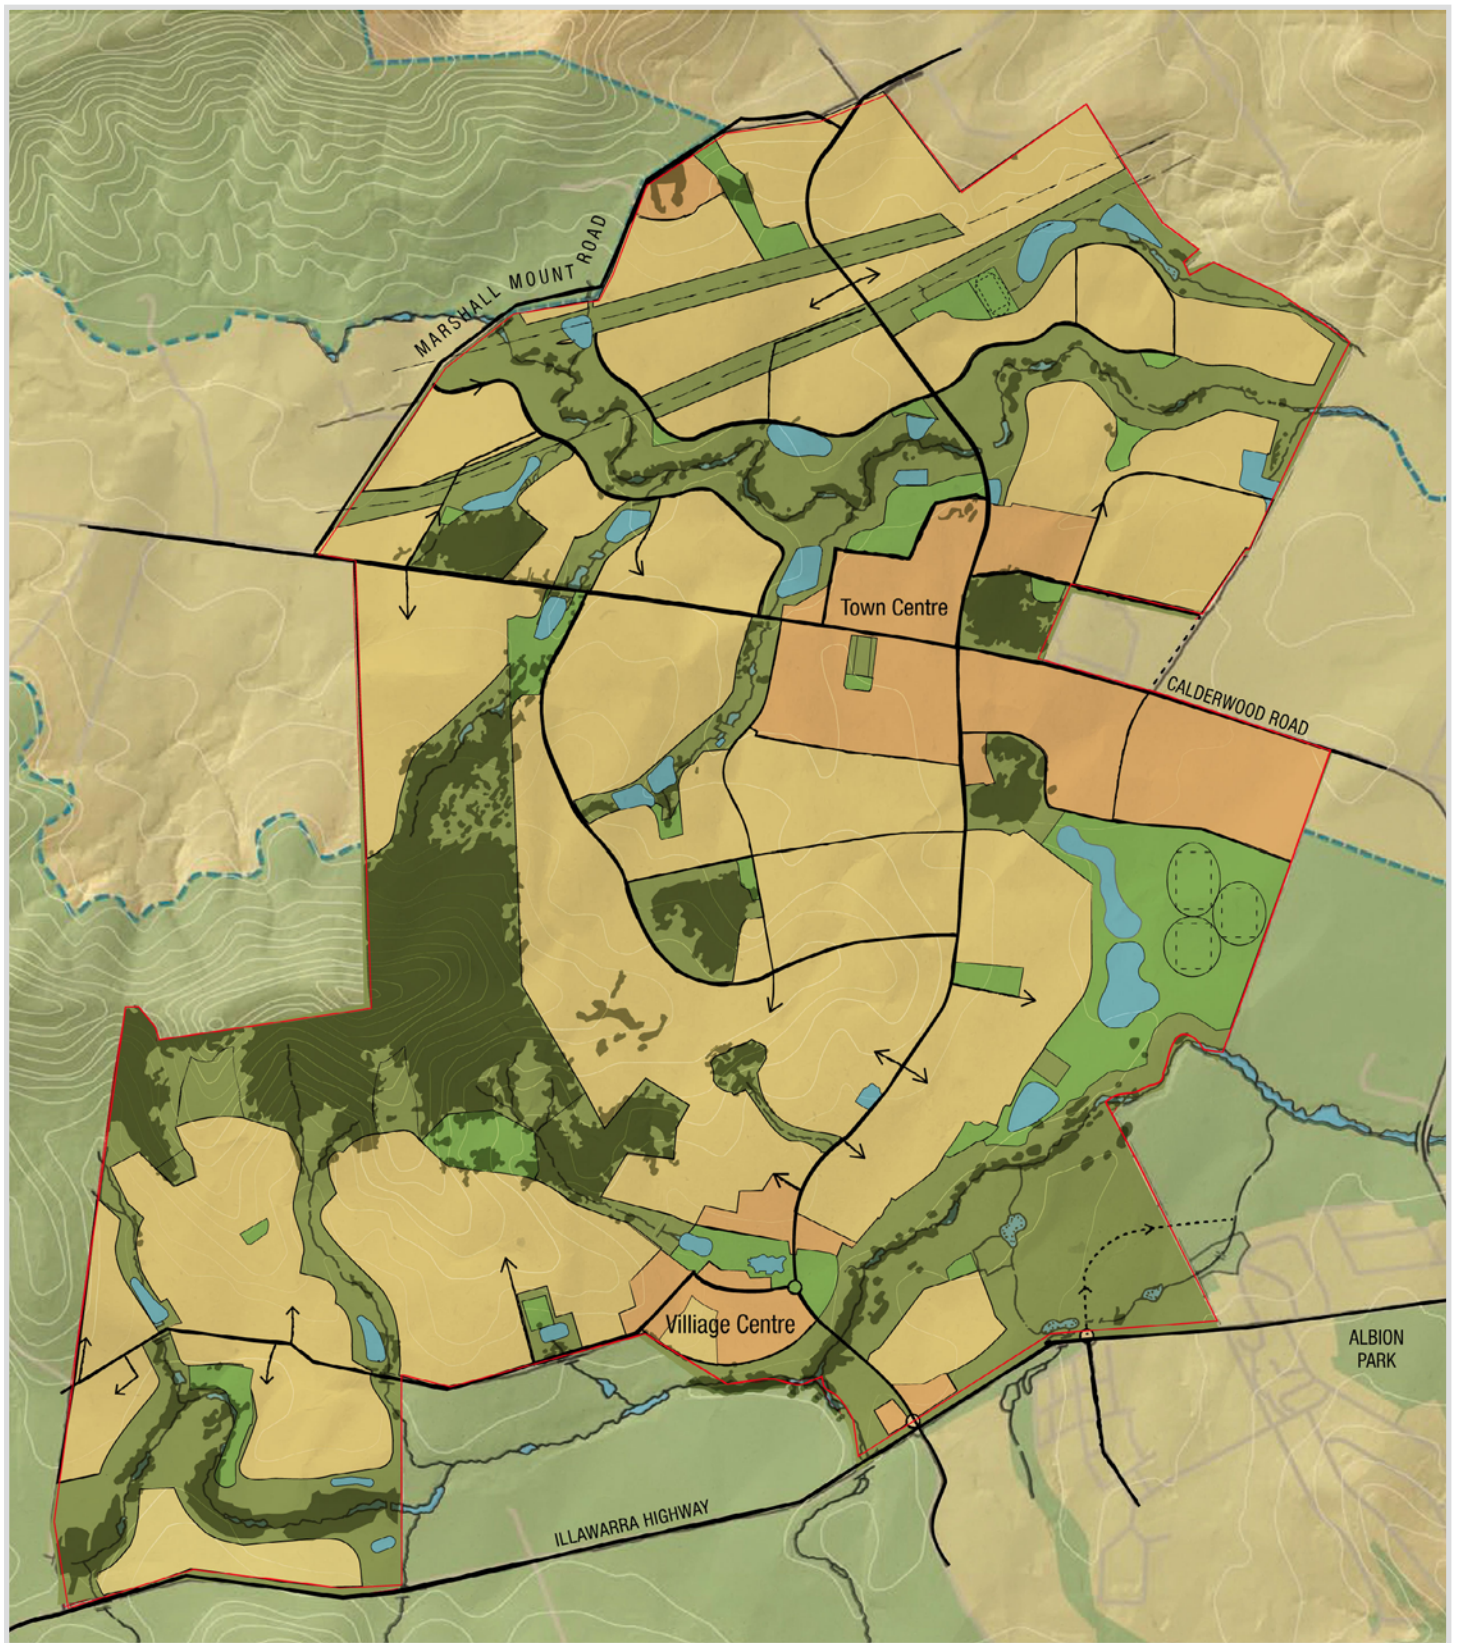 MARSHALL MOUNT ROAD
Town Centre
CALDERWOOD ROAD
Villiage Centre
ALBION
PARK
ILLAWARRA HIGHWAY